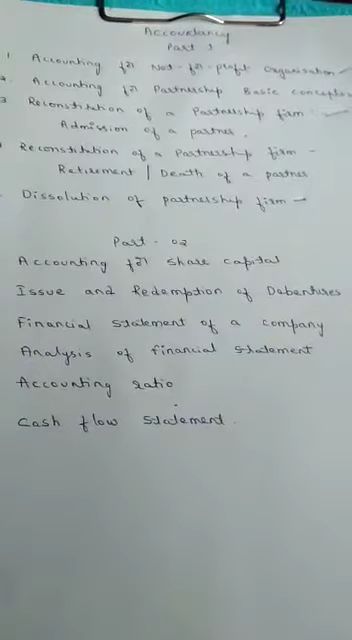 Accountancy
Part 1
1 Accounting for Not-for-profit Organisation -
2. Accounting for Partnership Basic concepts
3 Reconstitution of a Partnership firm
Admission of a partner.
Reconstitution of a Partnership firm -
Retirement / Death of a partner
Dissolution of partnership firm -
Part - 02
Accounting for share capital
Issue and Redemption of Debentures
Financial statement of a company
Analysis of financial statement
Accounting ratio
Cash flow statement.